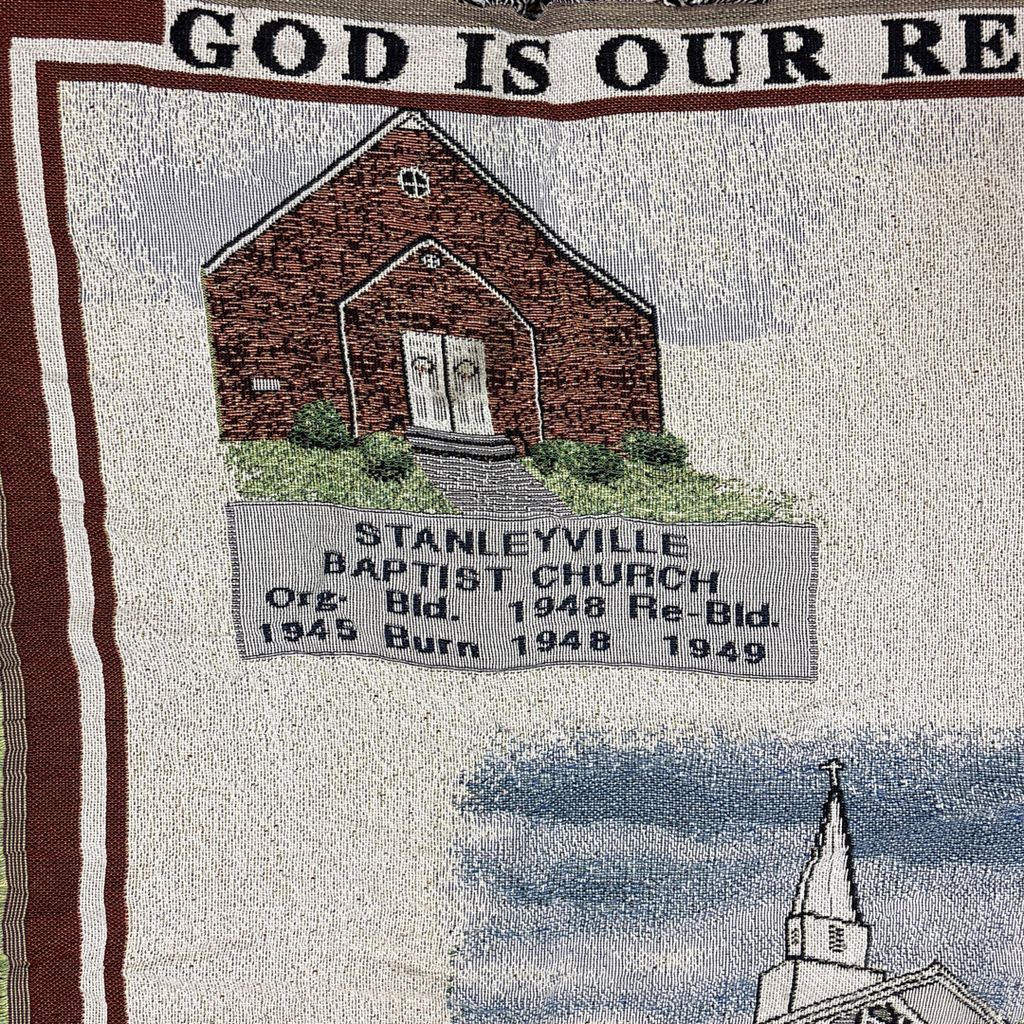 GOD IS OUR RE
STANLEYVILLE
BAPTIST CHURCH
Org. Bld. 1948 Re-Bld.
1945 Burn 1948 1949